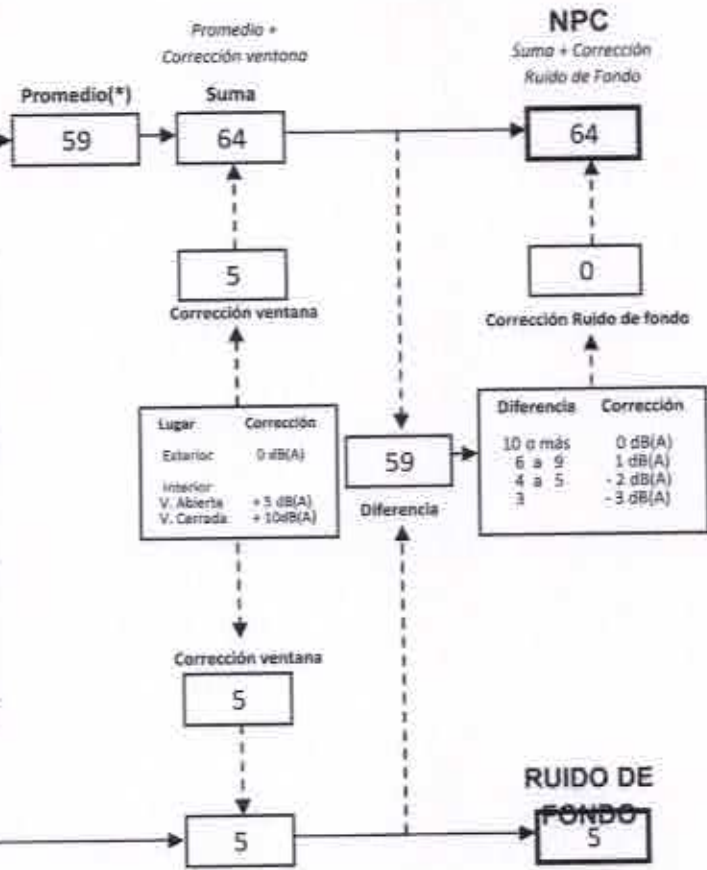 Promedio +
Corrección ventana
NPC
Suma + Corrección
Ruido de Fondo
Promedio(*)
Suma
59
64
64
5
0
Corrección ventana
Corrección Ruido de fondo
Lugar Corrección
Exterior 0 dB(A)
Interior
V. Abierta + 5 dB(A)
V. Cerrada + 10dB(A)
59
Diferencia
Diferencia Corrección
10 o más 0 dB(A)
6 a 9 1 dB(A)
4 a 5 - 2 dB(A)
3 - 3 dB(A)
Corrección ventana
5
RUIDO DE
FONDO
5
5